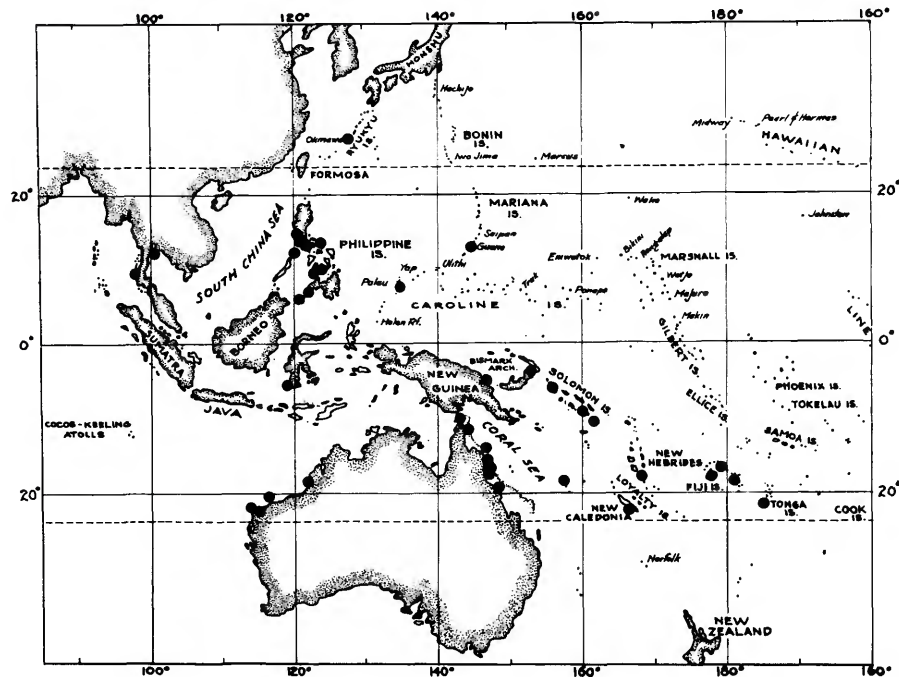 100° 120° 140° 160° 180° 160°
HONSHU
Hachijo
Okinawa
RYUKYU IS.
BONIN IS.
Midway
Pearl & Hermes
HAWAIIAN
Iwo Jima
Marcus
FORMOSA
20° 20°
SOUTH CHINA SEA
MARIANA IS.
Wake
Johnston
Saipan
Guam
PHILIPPINE IS.
Bikini
Rongelap
MARSHALL IS.
Eniwetok
Yap
Ulithi
Wotje
Palau
Truk
Ponape
Majuro
CAROLINE IS.
Makin
Helen Rf.
LINE
BORNEO
SUMATRA
GILBERT IS.
0° 0°
BISMARK ARCH.
NEW GUINEA
SOLOMON IS.
PHOENIX IS.
JAVA
ELLICE IS.
TOKELAU IS.
COCOS-KEELING ATOLLS
CORAL SEA
SAMOA IS.
NEW HEBRIDES
FIJI IS.
LOYALTY IS.
20° 20°
NEW CALEDONIA
TONGA IS.
COOK IS.
Norfolk
NEW ZEALAND
100° 120° 140° 160° 180° 160°